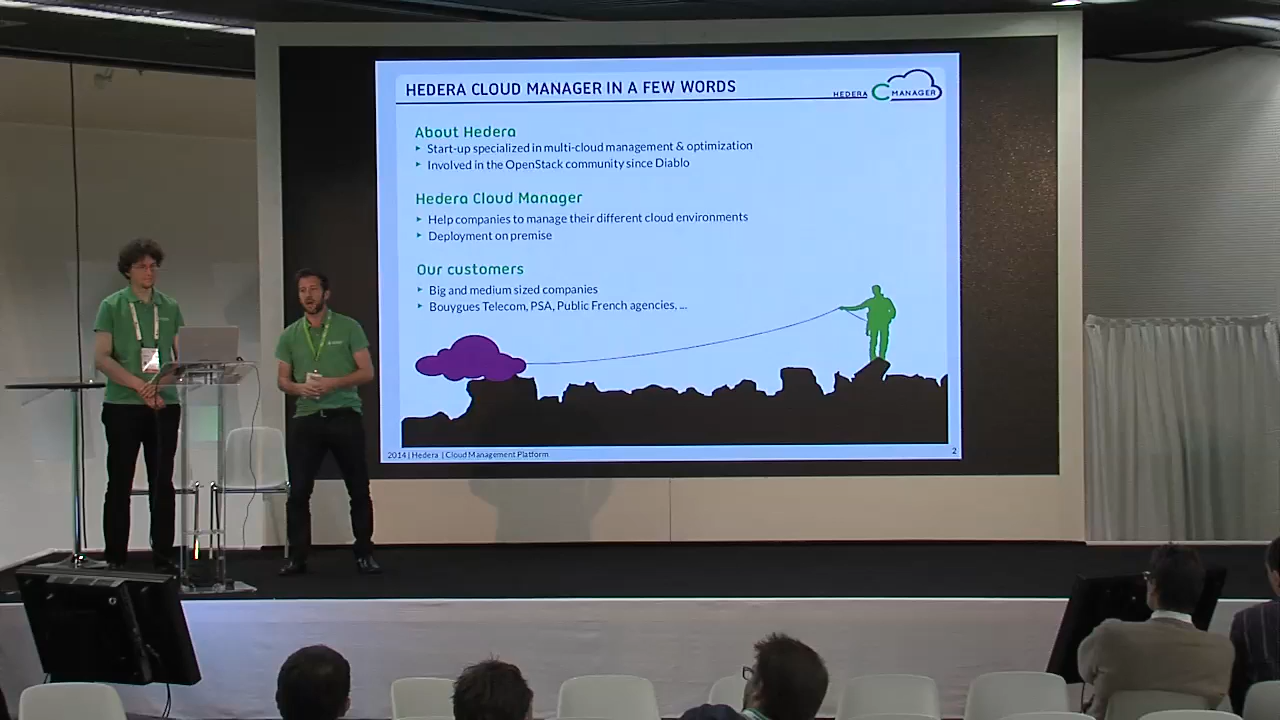 HEDERA CLOUD MANAGER IN A FEW WORDS
HEDERA C MANAGER
About Hedera
Start-up specialized in multi-cloud management & optimization
Involved in the OpenStack community since Diablo
Hedera Cloud Manager
Help companies to manage their different cloud environments
Deployment on premise
Our customers
Big and medium sized companies
Bouygues Telecom, PSA, Public French agencies, ...
2014 | Hedera | Cloud Management Platform
2